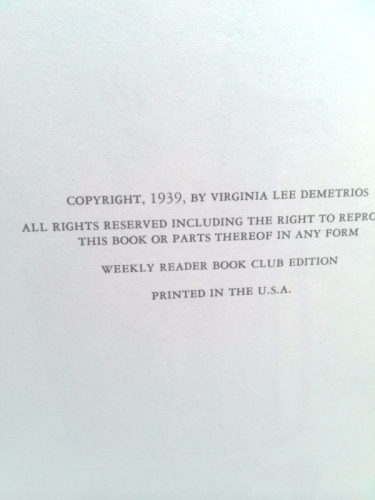 COPYRIGHT, 1939, BY VIRGINIA LEE DEMETRIOS
ALL RIGHTS RESERVED INCLUDING THE RIGHT TO
THIS BOOK OR PARTS THEREOF IN ANY FORM
WEEKLY READER BOOK CLUB EDITION
PRINTED IN THE U.S.A.